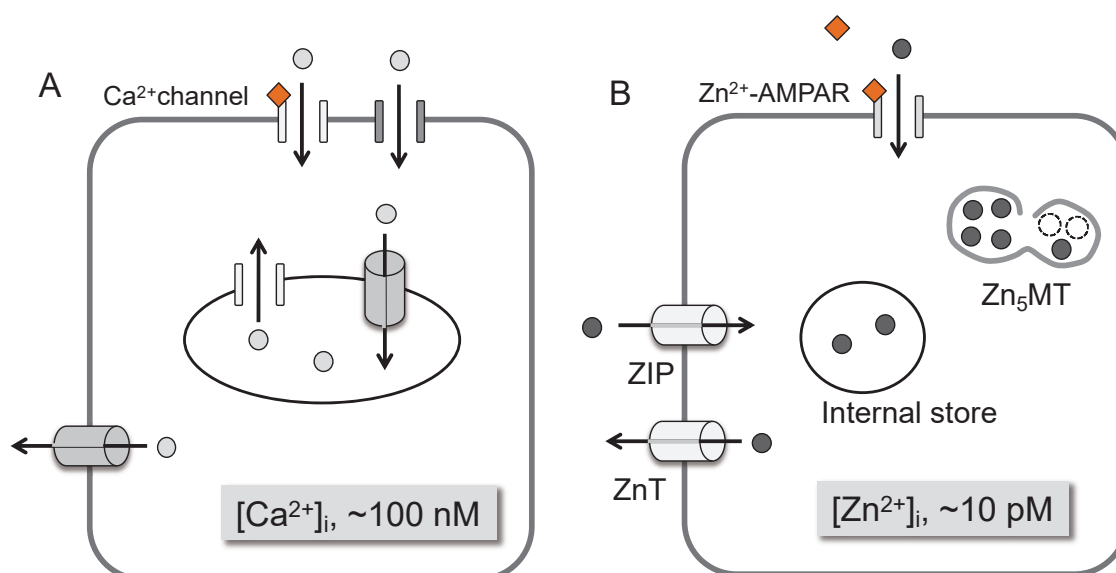 A
Ca²⁺channel
[Ca²⁺]ᵢ, ~100 nM
B
Zn²⁺-AMPAR
Zn₅MT
ZIP
Internal store
ZnT
[Zn²⁺]ᵢ, ~10 pM